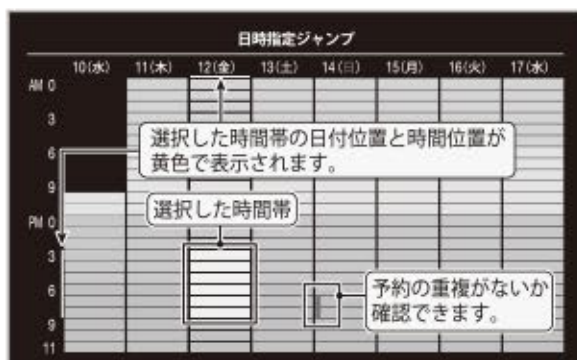 日時指定ジャンプ
10(水) 11(木) 12(金) 13(土) 14(日) 15(月) 16(火) 17(水)
AM 0
3
選択した時間帯の日付位置と時間位置が
6
黄色で表示されます。
9
選択した時間帯
PM 0
3
予約の重複がないか
6
確認できます。
9
11